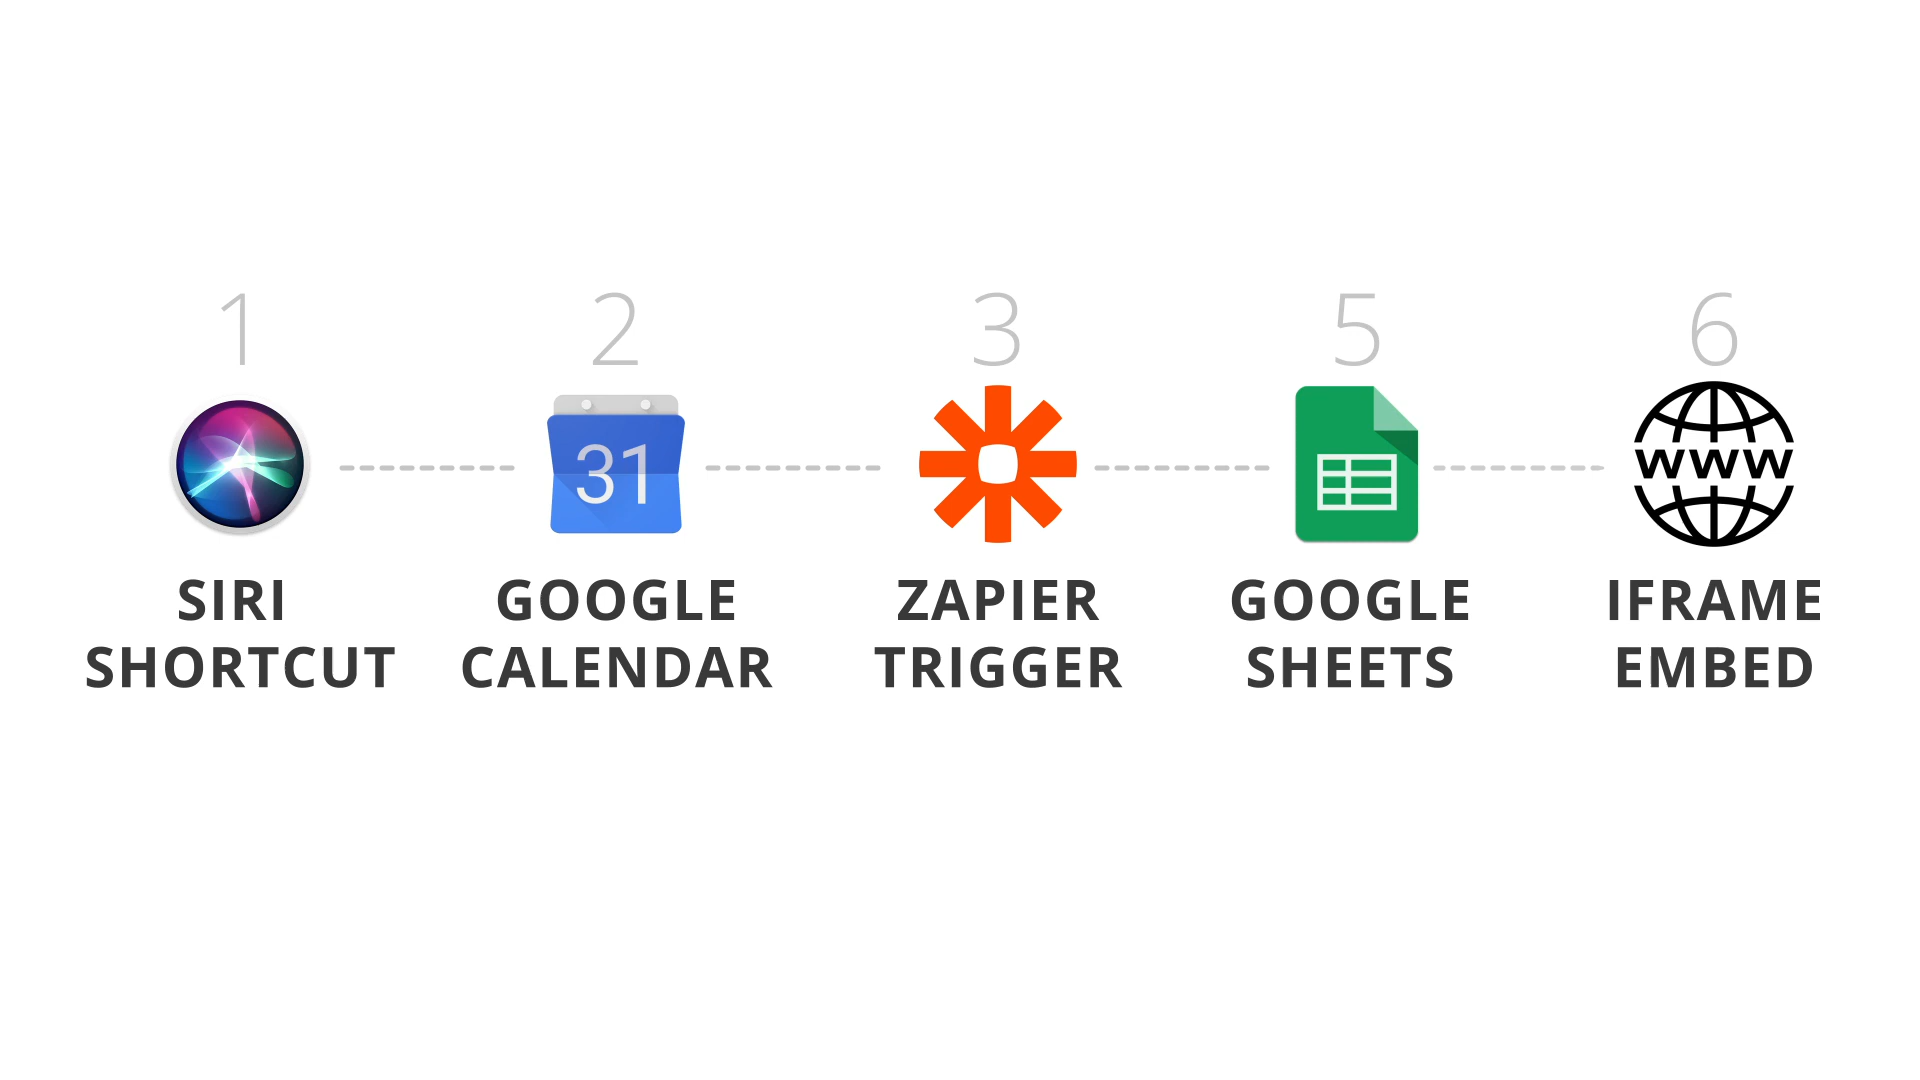 1 2 3 5 6
31
www
SIRI GOOGLE ZAPIER GOOGLE IFRAME
SHORTCUT CALENDAR TRIGGER SHEETS EMBED